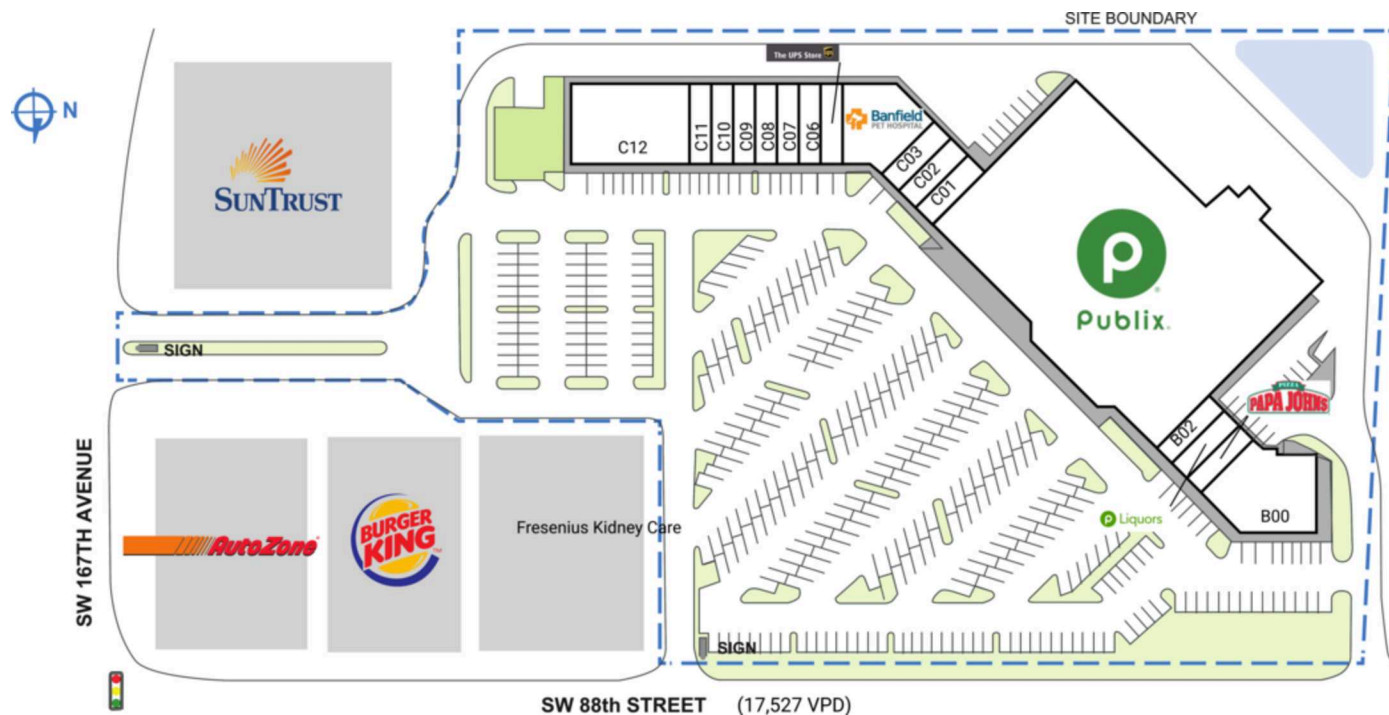 SITE BOUNDARY
The UPS Store
ups
N
SUNTRUST
C12
C11
C10
C09
C08
C07
C06
Banfield
PET HOSPITAL
C03
C02
C01
Publix.
SIGN
PIZZA
PAPA JOHNS
B02
SW 167TH AVENUE
AutoZone
BURGER
KING
TM
Fresenius Kidney Care
P Liquors
B00
SIGN
SW 88th STREET (17,527 VPD)